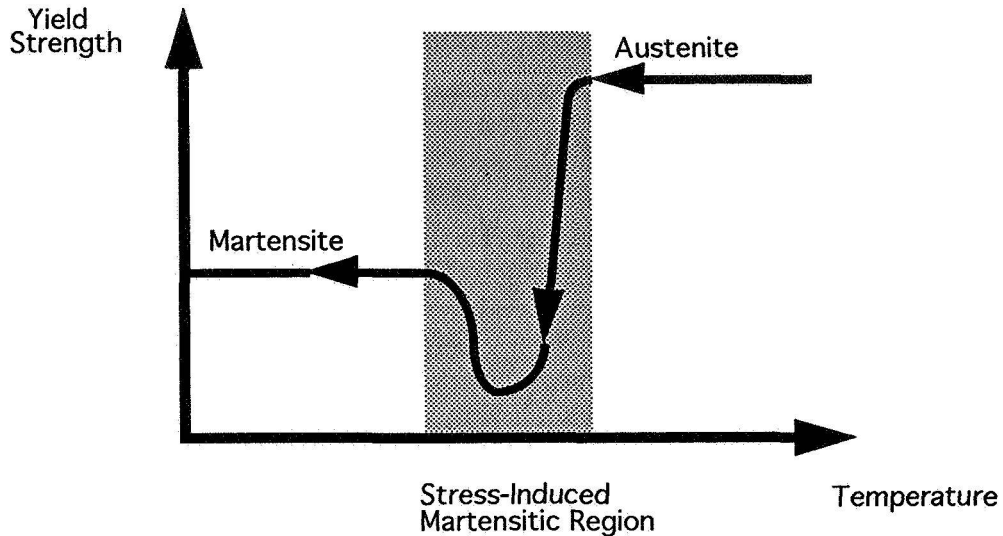 Yield
Strength
Austenite
Martensite
Stress-Induced
Martensitic Region
Temperature